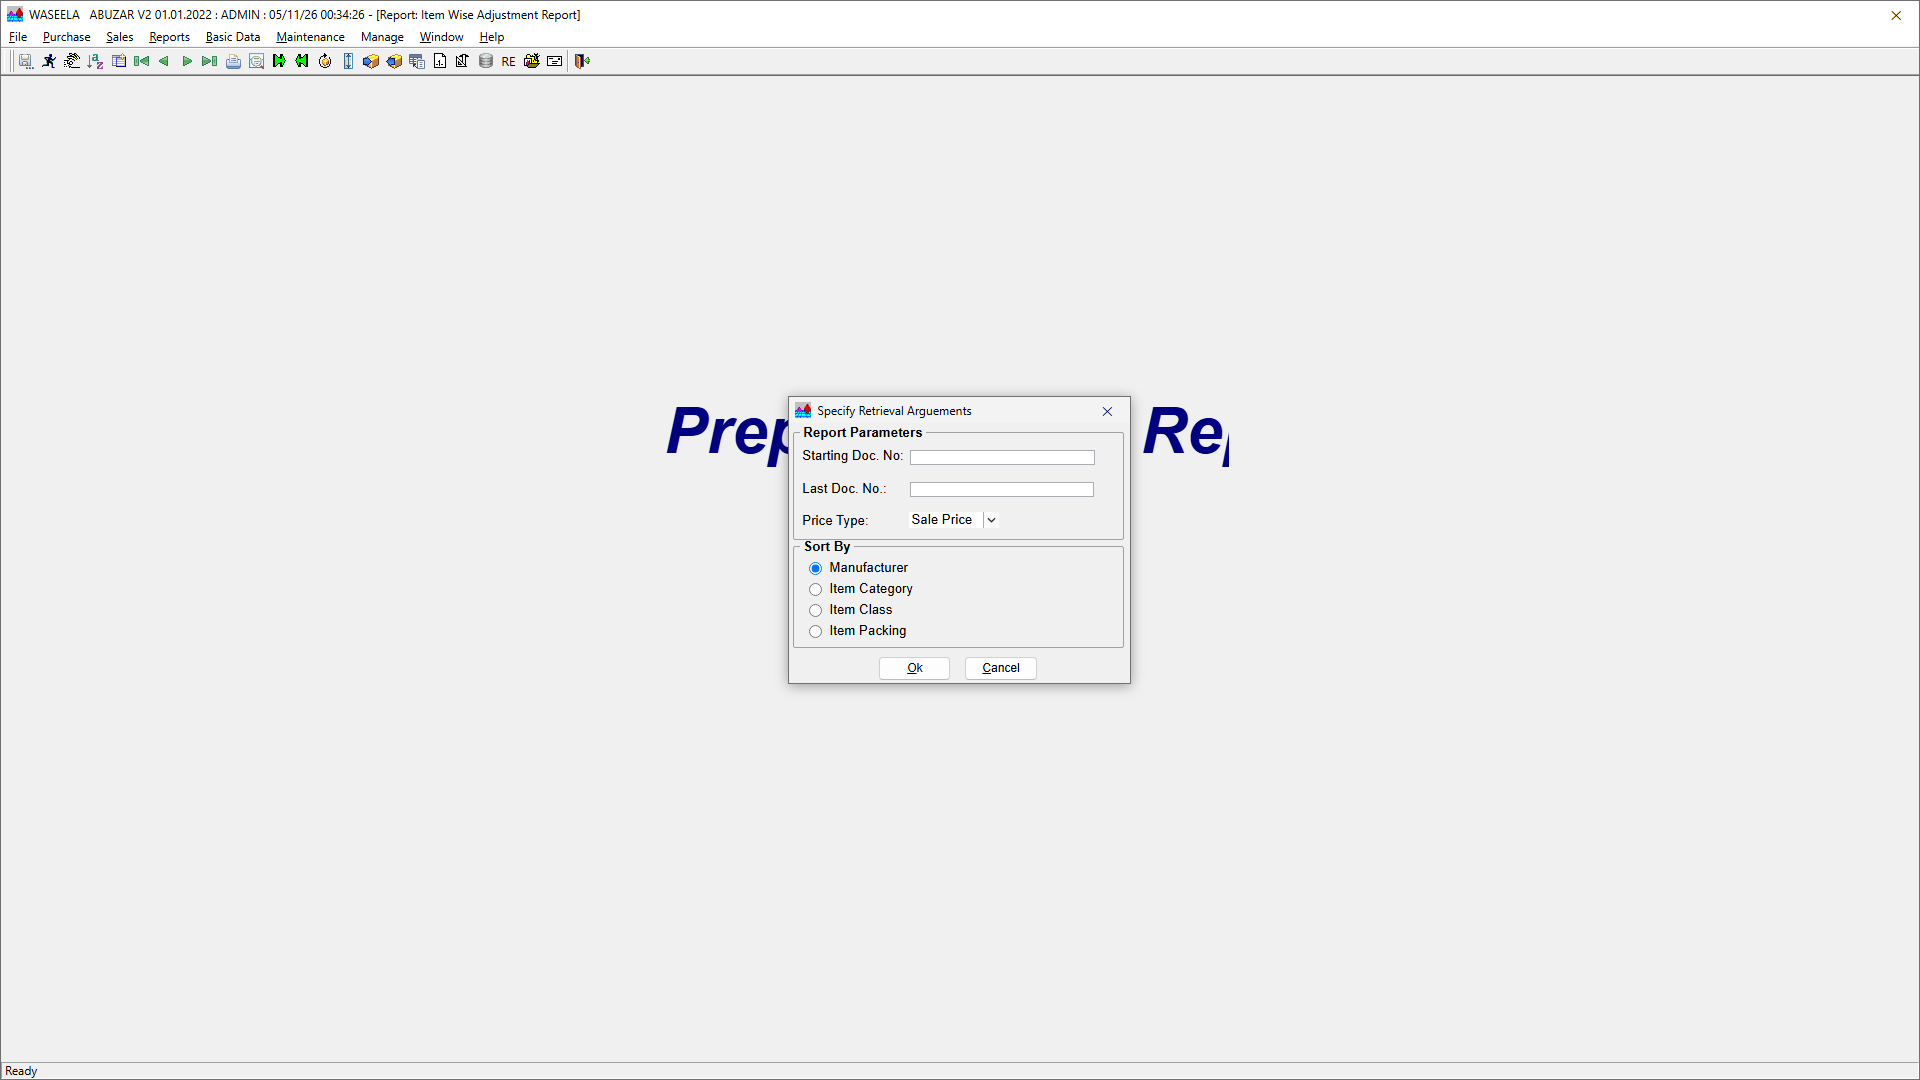 WASEELA   ABUZAR V2 01.01.2022 : ADMIN : 05/11/26 00:34:26 - [Report: Item Wise Adjustment Report]
File Purchase Sales Reports Basic Data Maintenance Manage Window Help
RE
Prep Rep
Specify Retrieval Arguements
Report Parameters
Starting Doc. No:
Last Doc. No.:
Price Type: Sale Price
Sort By
Manufacturer
Item Category
Item Class
Item Packing
Ok Cancel
Ready